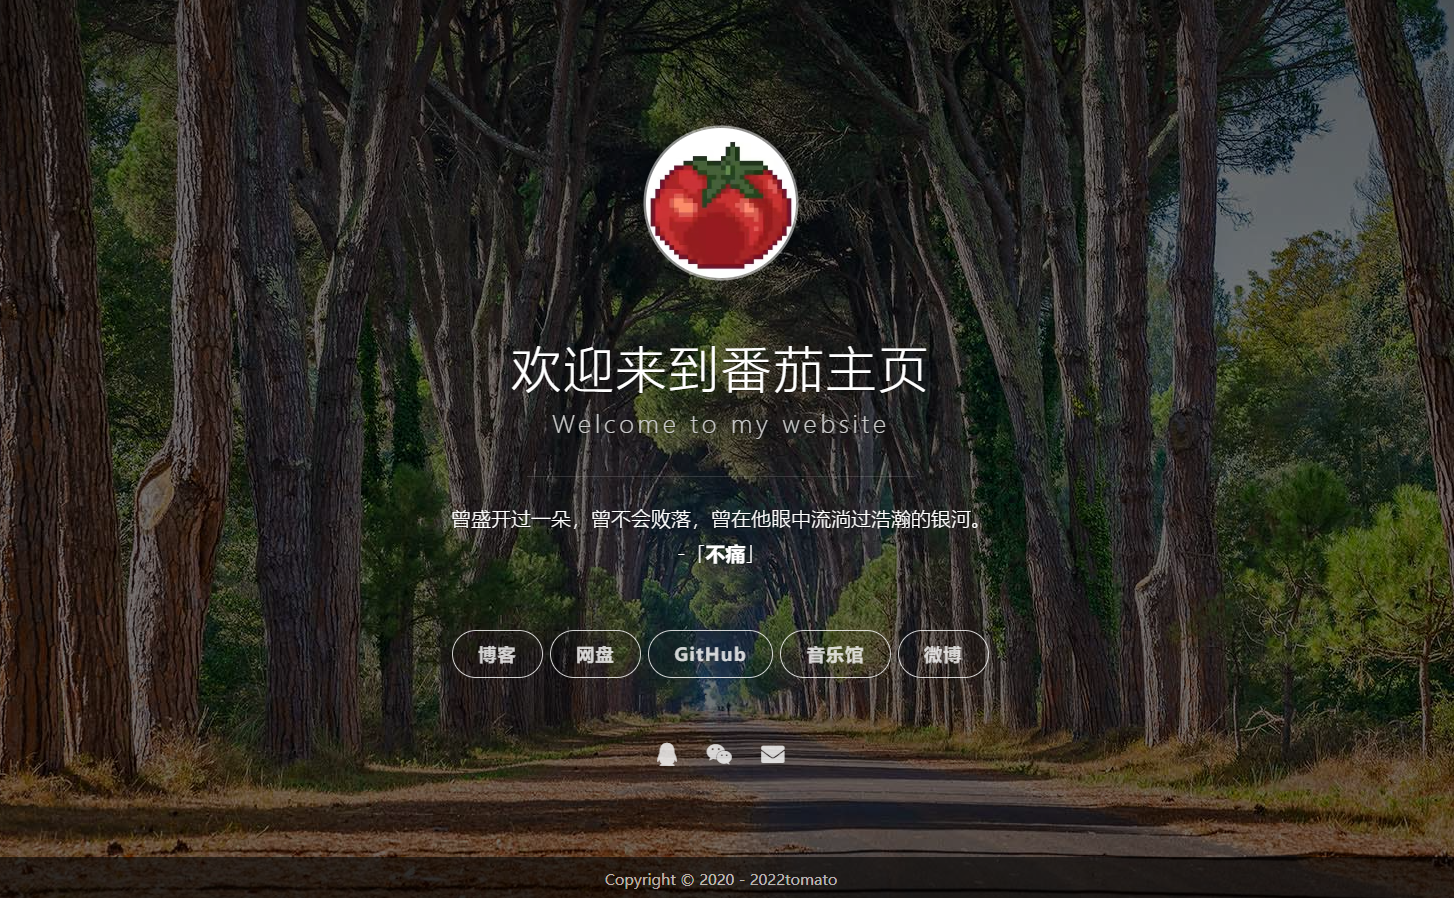 欢迎来到番茄主页
Welcome to my website
曾盛开过一朵，曾不会败落，曾在他眼中流淌过浩瀚的银河。
-「不痛」
博客 网盘 GitHub 音乐馆 微博
Copyright © 2020 - 2022tomato